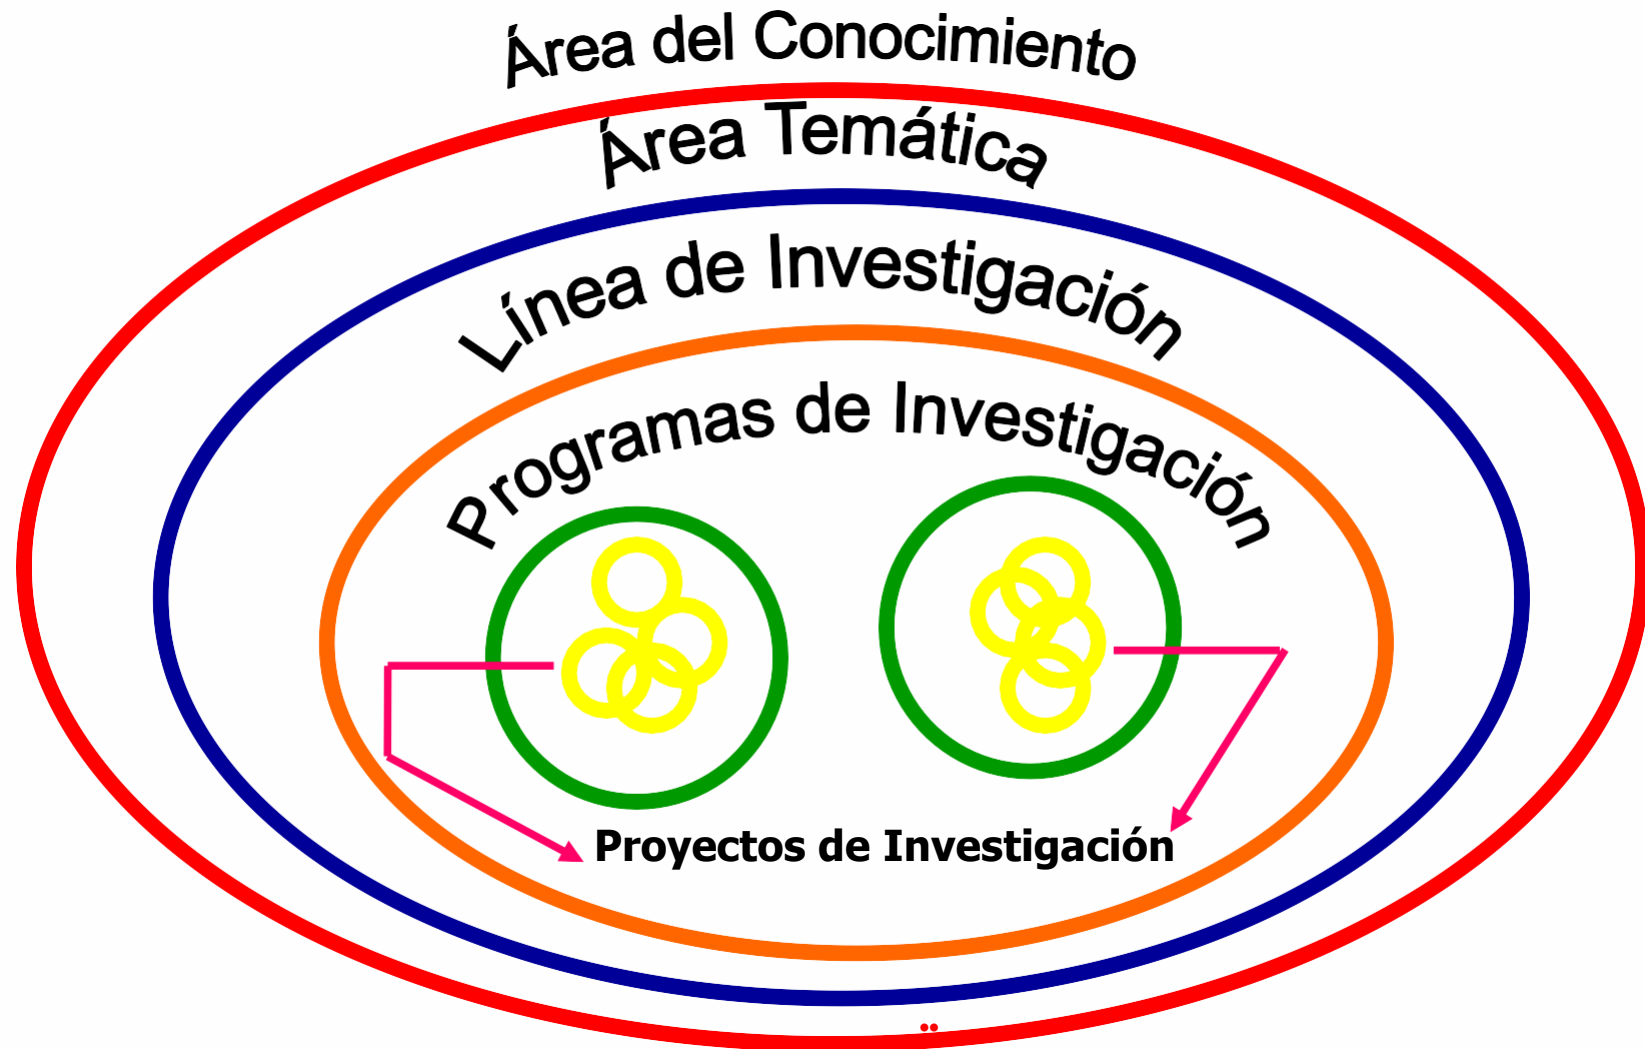 Área del Conocimiento
Área Temática
Línea de Investigación
Programas de Investigación
Proyectos de Investigación